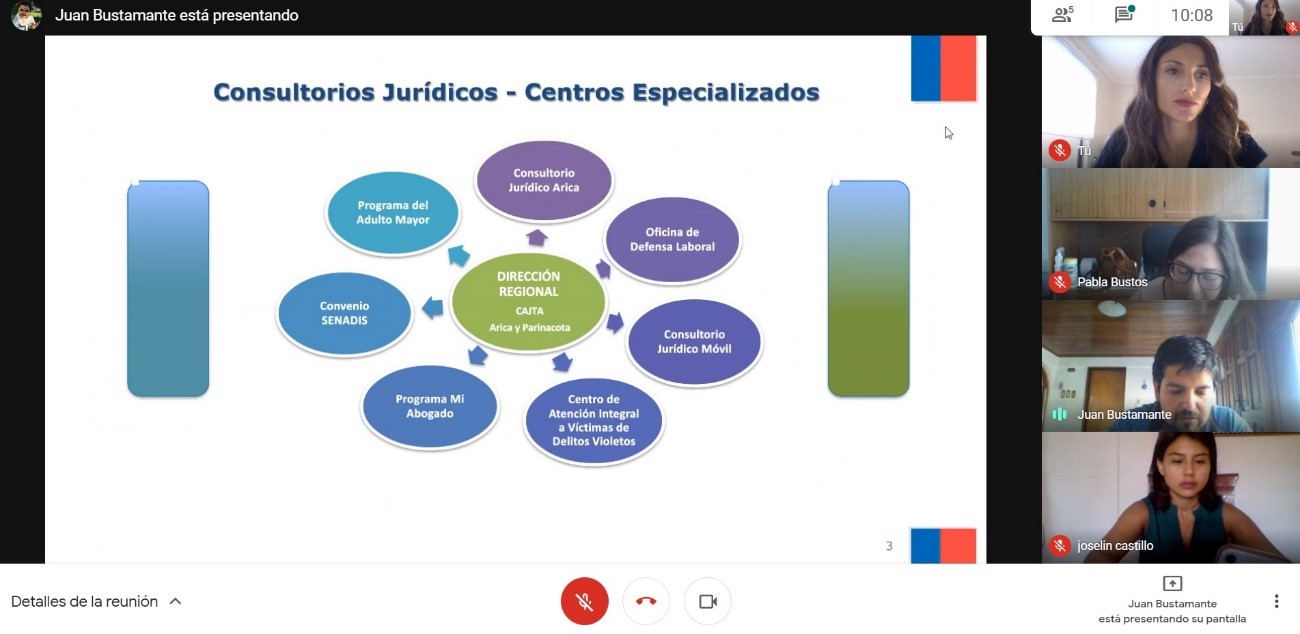 Juan Bustamante está presentando
5
10:08
Tú
Consultorios Jurídicos - Centros Especializados
Consultorio
Jurídico Arica
Programa del
Adulto Mayor
Oficina de
Defensa Laboral
DIRECCIÓN
REGIONAL
CAJTA
Arica y Parinacota
Convenio
SENADIS
Consultorio
Jurídico Móvil
Programa Mi
Abogado
Centro de
Atención Integral
a Víctimas de
Delitos Violetos
3
Tú
Pabla Bustos
Juan Bustamante
joselin castillo
Detalles de la reunión
Juan Bustamante
está presentando su pantalla